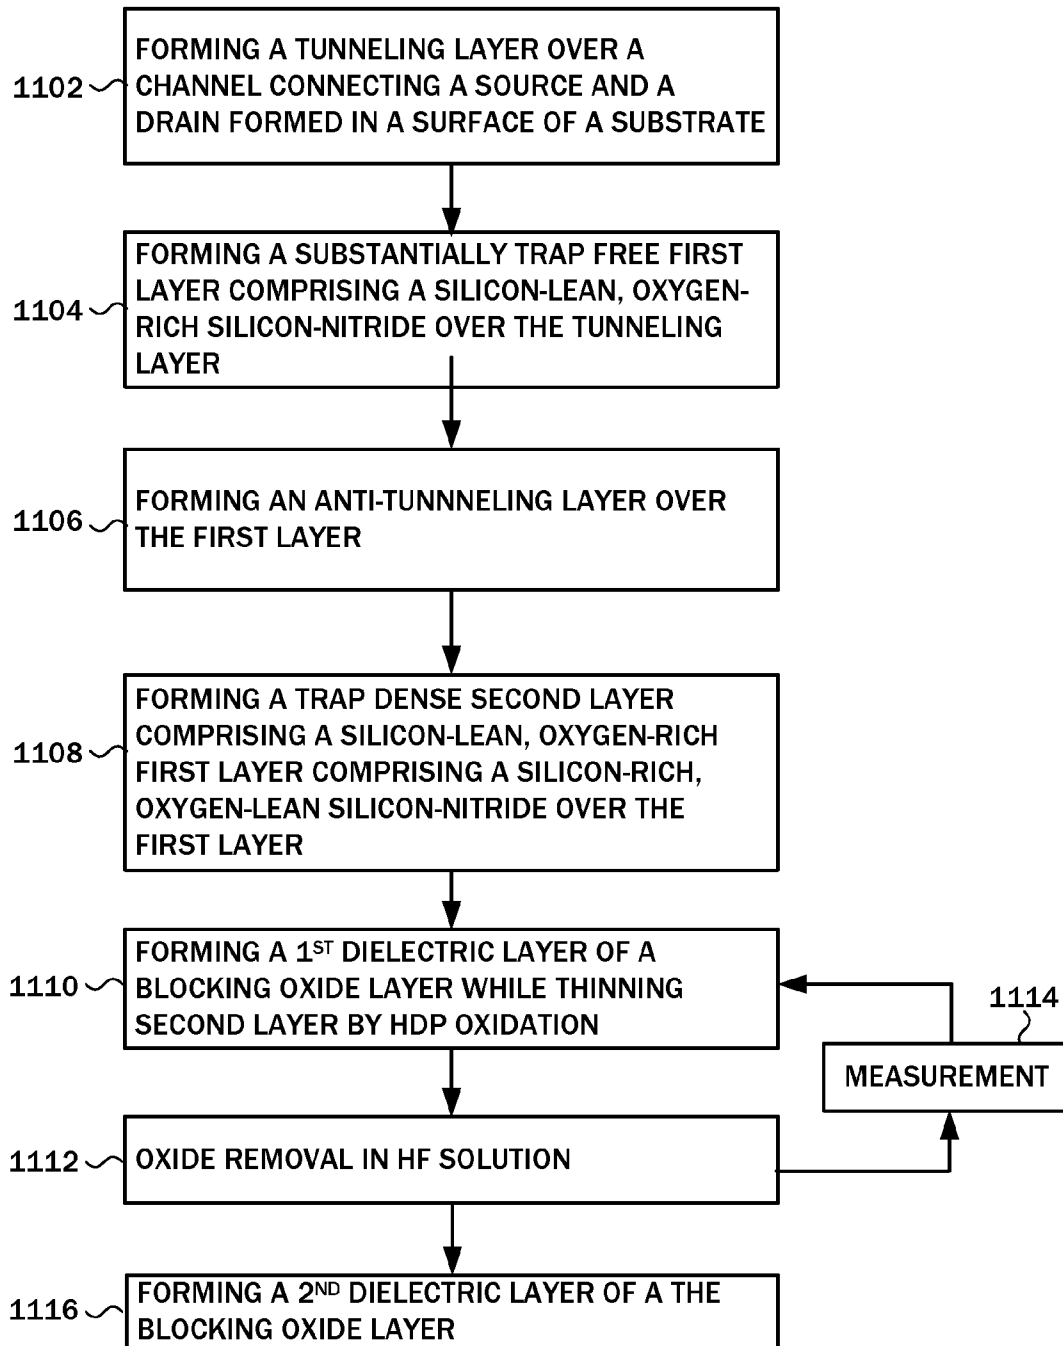 1102
FORMING A TUNNELING LAYER OVER A
CHANNEL CONNECTING A SOURCE AND A
DRAIN FORMED IN A SURFACE OF A SUBSTRATE
1104
FORMING A SUBSTANTIALLY TRAP FREE FIRST
LAYER COMPRISING A SILICON-LEAN, OXYGEN-
RICH SILICON-NITRIDE OVER THE TUNNELING
LAYER
1106
FORMING AN ANTI-TUNNNELING LAYER OVER
THE FIRST LAYER
1108
FORMING A TRAP DENSE SECOND LAYER
COMPRISING A SILICON-LEAN, OXYGEN-RICH
FIRST LAYER COMPRISING A SILICON-RICH,
OXYGEN-LEAN SILICON-NITRIDE OVER THE
FIRST LAYER
1110
FORMING A 1ST DIELECTRIC LAYER OF A
BLOCKING OXIDE LAYER WHILE THINNING
SECOND LAYER BY HDP OXIDATION
1114
MEASUREMENT
1112
OXIDE REMOVAL IN HF SOLUTION
1116
FORMING A 2ND DIELECTRIC LAYER OF A THE
BLOCKING OXIDE LAYER